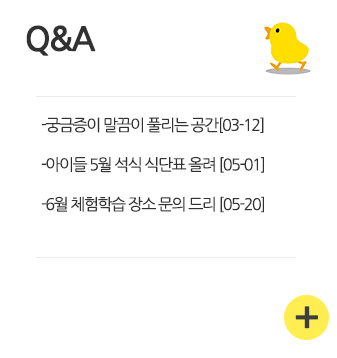 Q&A
-궁금증이 말끔이 풀리는 공간[03-12]
-아이들 5월 석식 식단표 올려 [05-01]
-6월 체험학습 장소 문의 드리 [05-20]
+